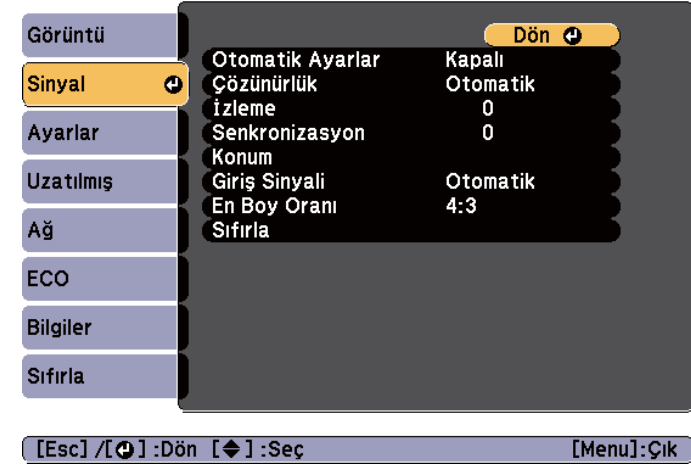 Görüntü
Sinyal
Ayarlar
Uzatılmış
Ağ
ECO
Bilgiler
Sıfırla
Dön
Otomatik Ayarlar Kapalı
Çözünürlük Otomatik
İzleme 0
Senkronizasyon 0
Konum
Giriş Sinyali Otomatik
En Boy Oranı 4:3
Sıfırla
[Esc] /[ ] :Dön [ ] :Seç [Menu]:Çık